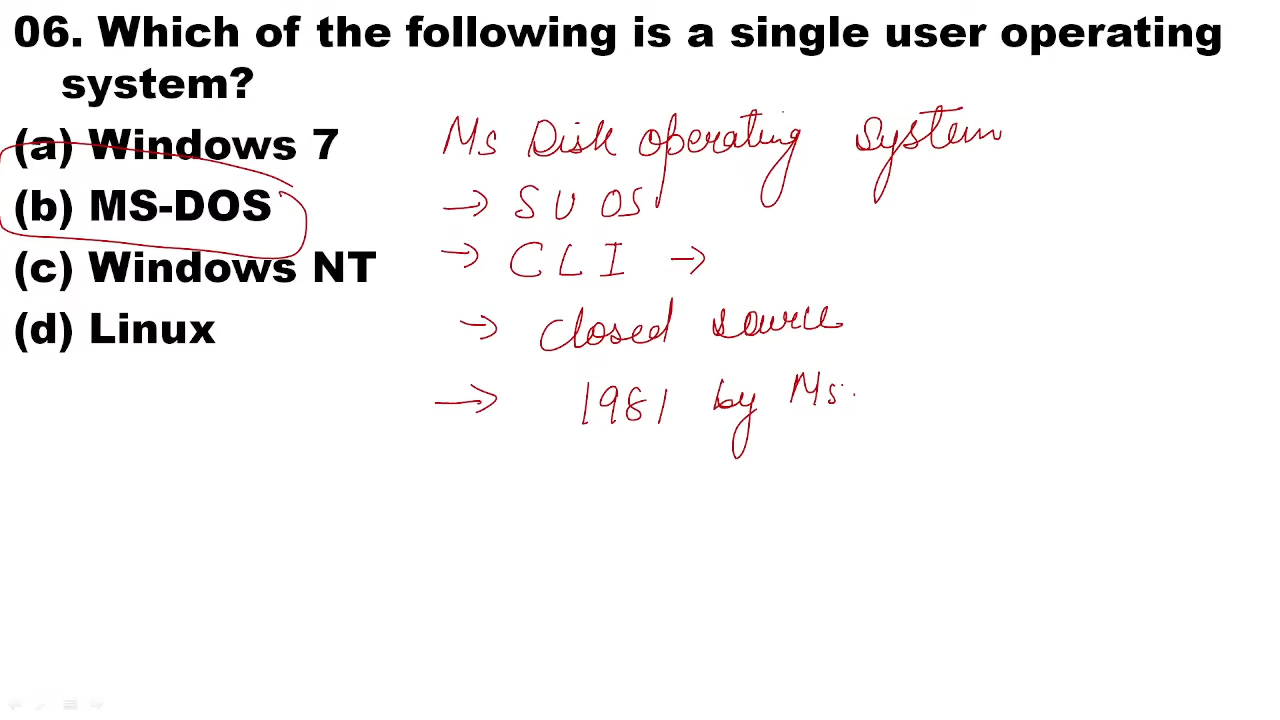 06. Which of the following is a single user operating
system?
(a) Windows 7
Ms Disk operating System
(b) MS-DOS
→ S U OS
(c) Windows NT
→ C L I →
(d) Linux
→ Closed source
→ 1981 by Ms.